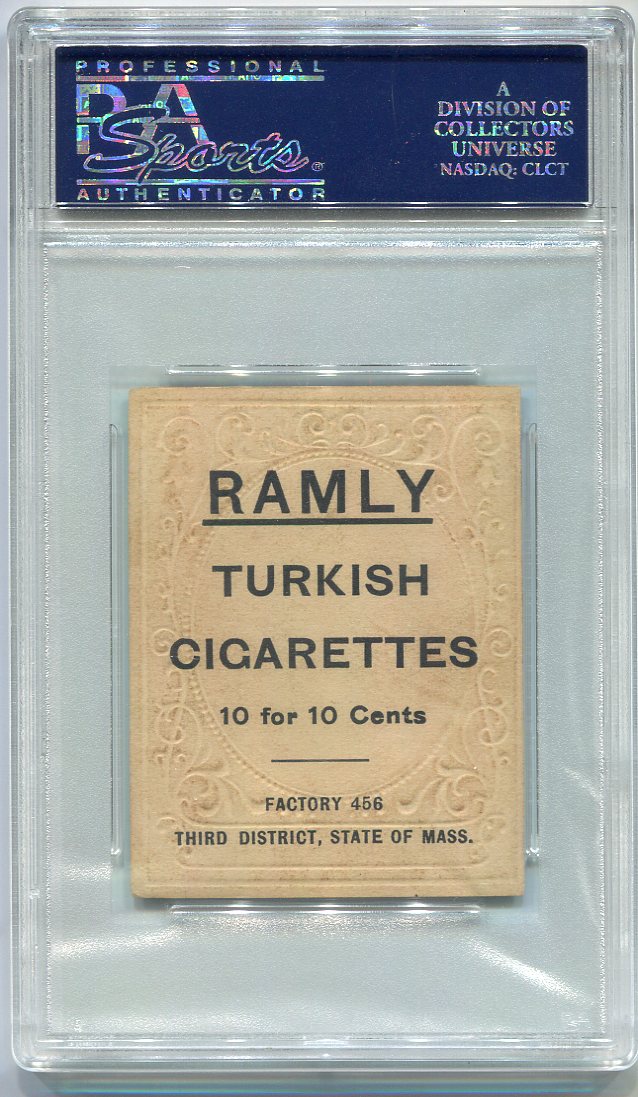 PROFESSIONAL
PSA
Sports®
AUTHENTICATOR
A
DIVISION OF
COLLECTORS
UNIVERSE
NASDAQ: CLCT
RAMLY
TURKISH
CIGARETTES
10 for 10 Cents
FACTORY 456
THIRD DISTRICT, STATE OF MASS.